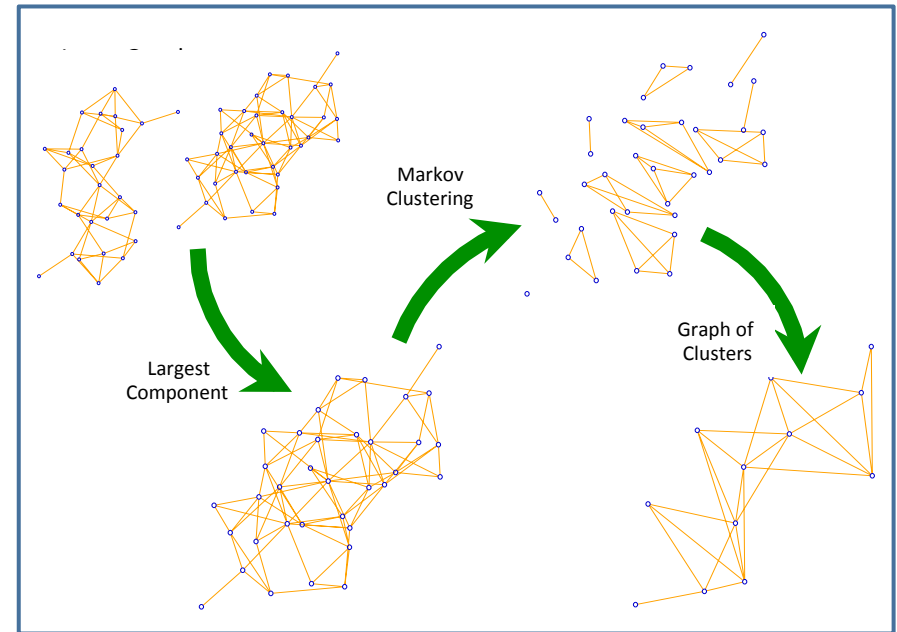 Largest
Component
Markov
Clustering
Graph of
Clusters